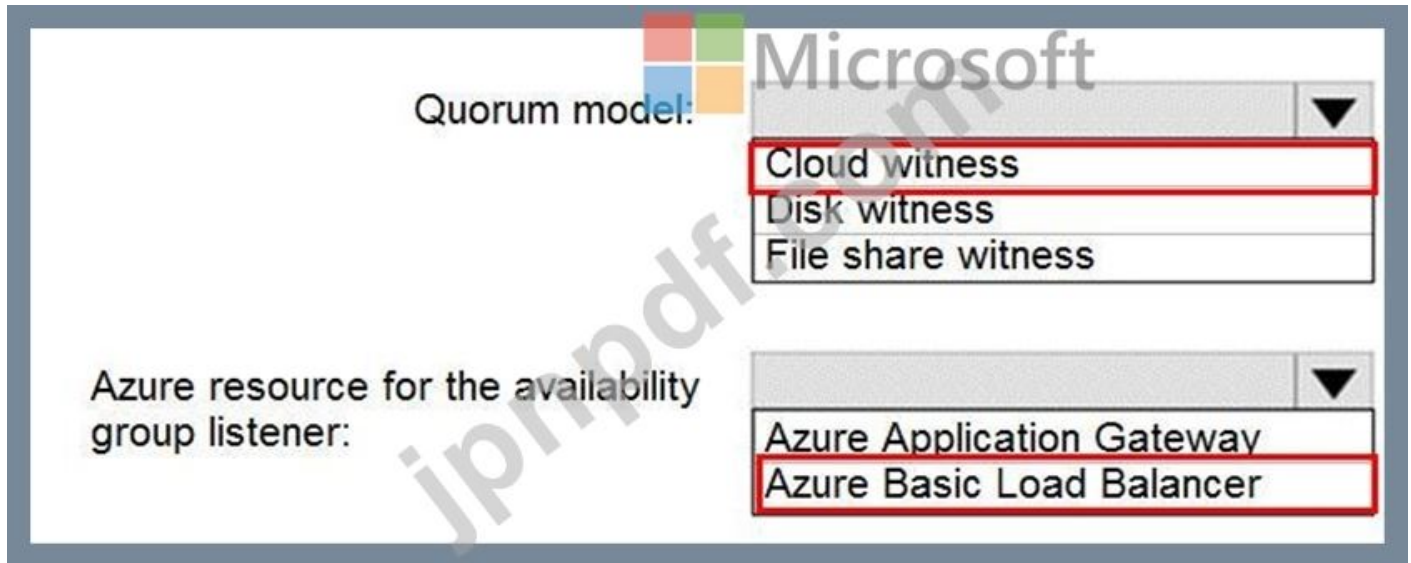 Microsoft
Quorum model:
Cloud witness
Disk witness
File share witness
Azure resource for the availability
group listener:
Azure Application Gateway
Azure Basic Load Balancer
jpnpdf.com